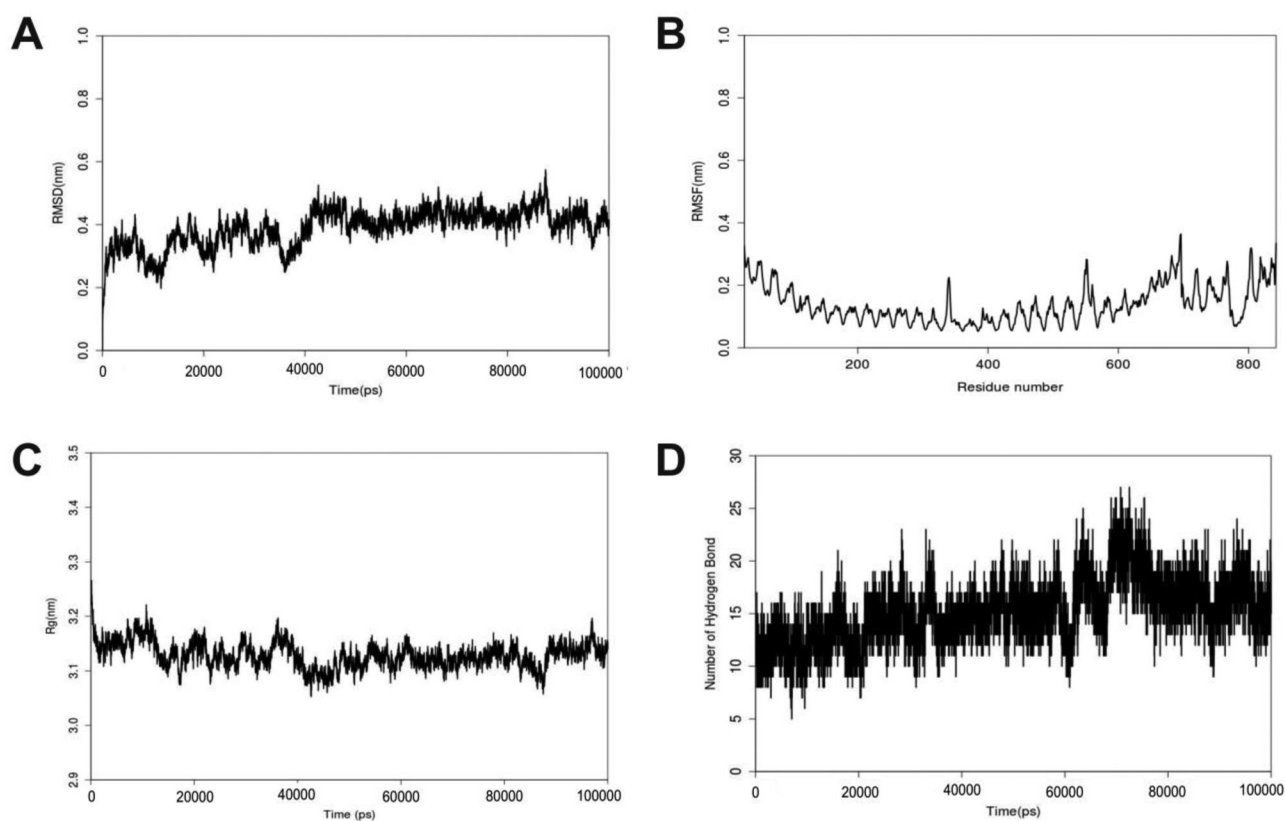 A
RMSD(nm)
1.0
0.8
0.6
0.4
0.2
0.0
0 20000 40000 60000 80000 100000
Time(ps)
B
RMSF(nm)
1.0
0.8
0.6
0.4
0.2
0.0
200 400 600 800
Residue number
C
Rg(nm)
3.5
3.4
3.3
3.2
3.1
3.0
2.9
0 20000 40000 60000 80000 100000
Time (ps)
D
Number of Hydrogen Bond
30
25
20
15
10
5
0
0 20000 40000 60000 80000 100000
Time(ps)